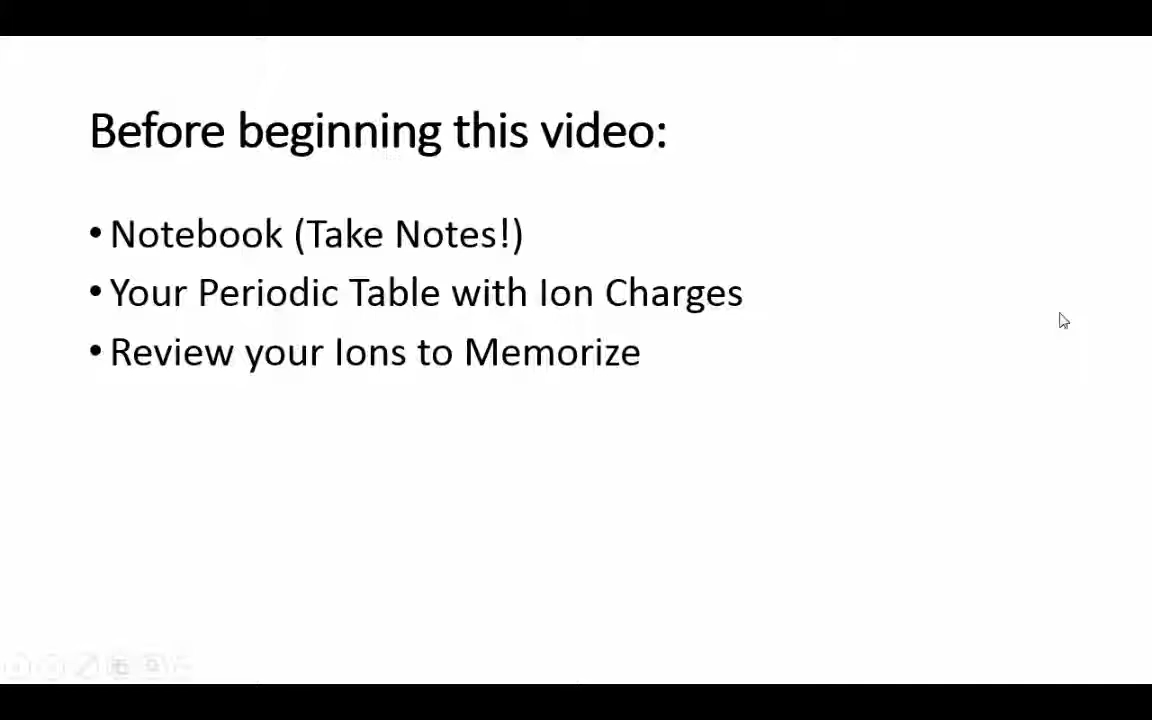 Before beginning this video:
• Notebook (Take Notes!)
• Your Periodic Table with Ion Charges
• Review your Ions to Memorize